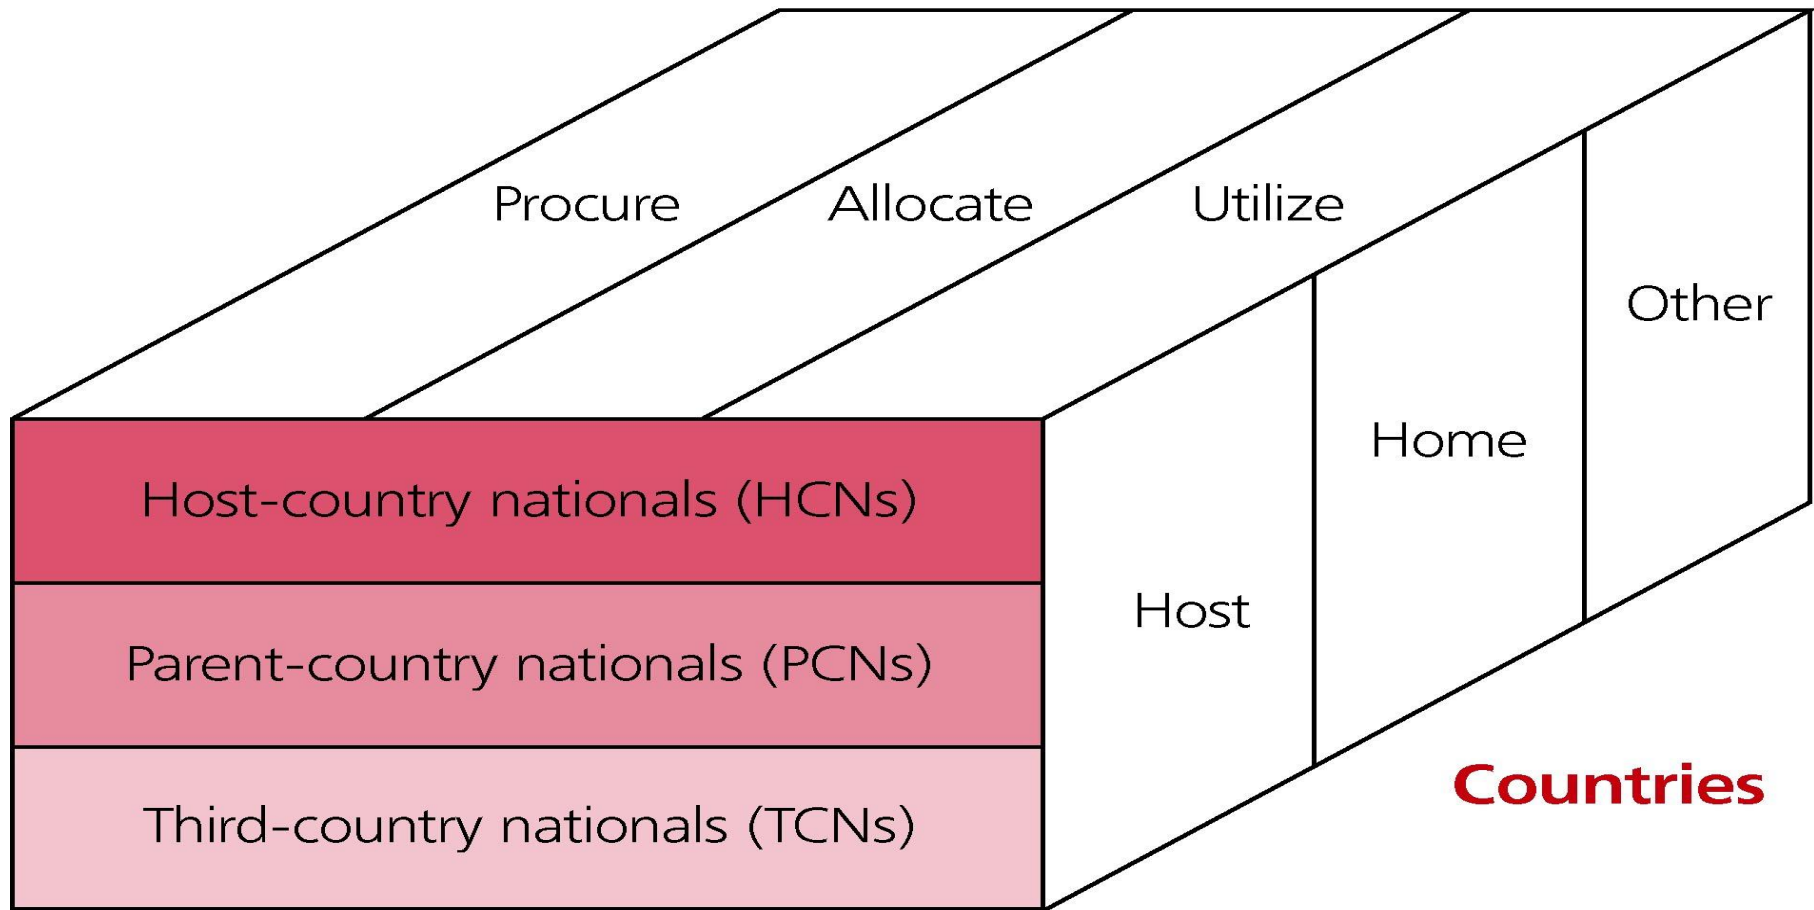 Procure
Allocate
Utilize
Other
Home
Host
Host-country nationals (HCNs)
Parent-country nationals (PCNs)
Third-country nationals (TCNs)
Countries